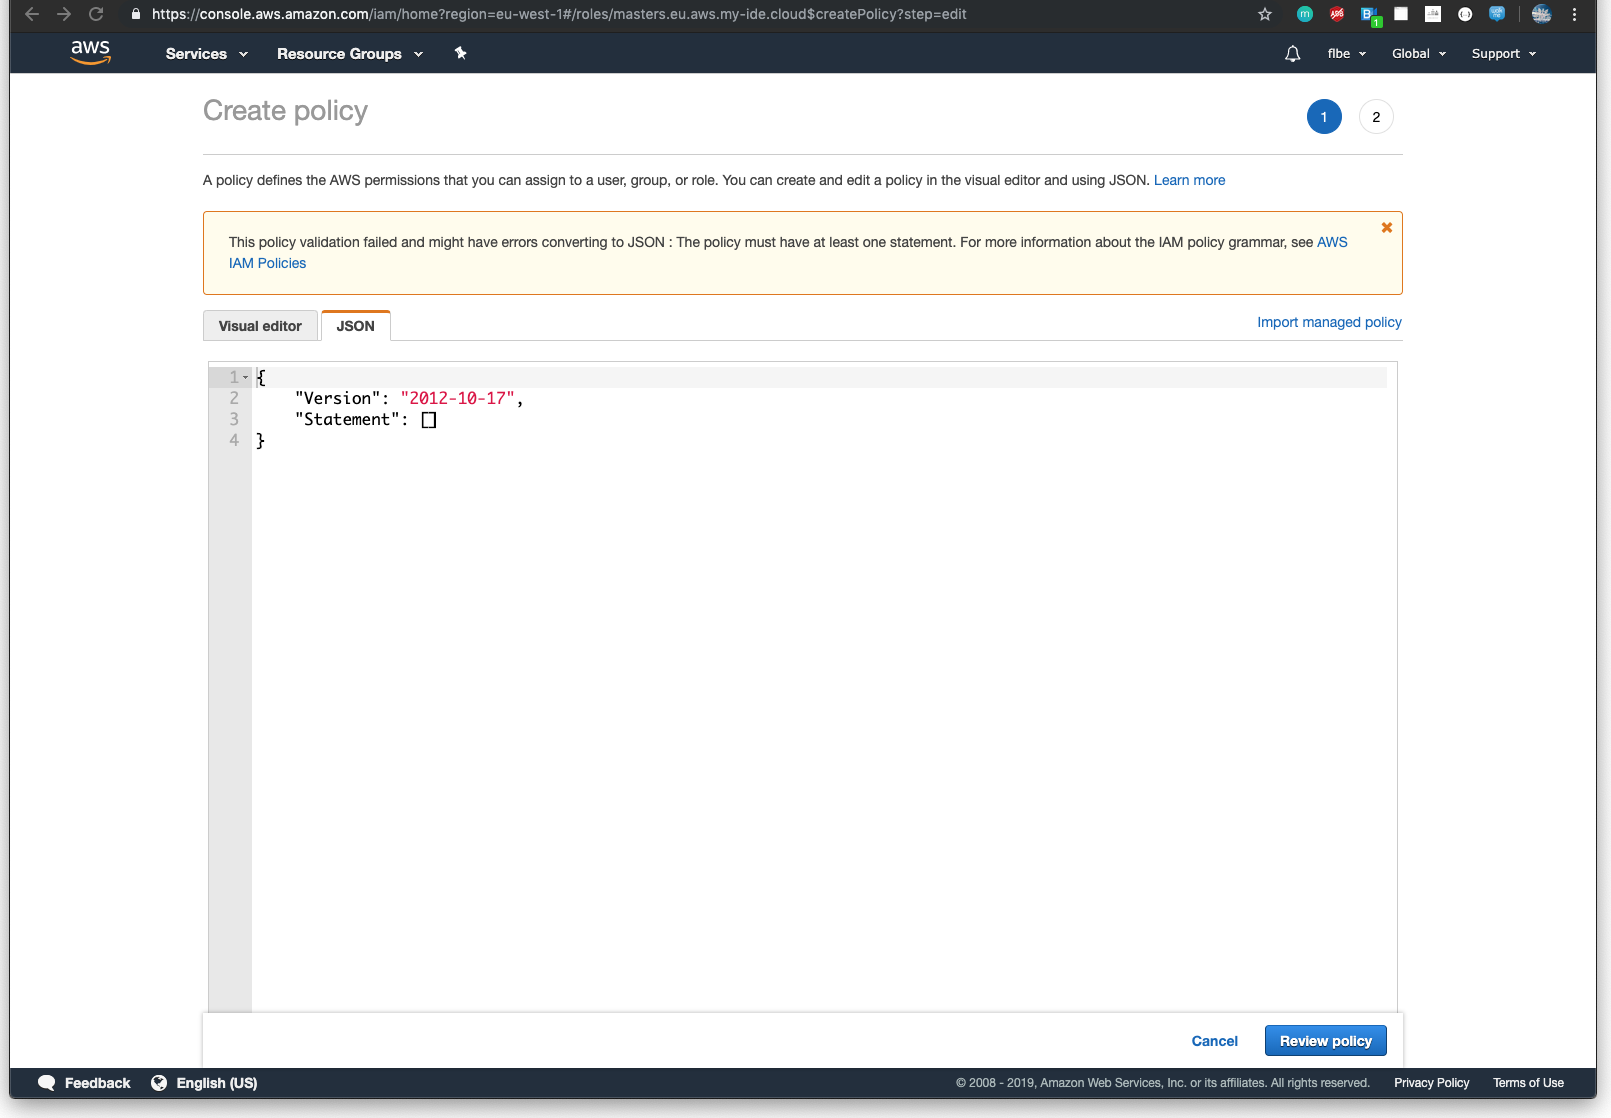 https://console.aws.amazon.com/iam/home?region=eu-west-1#/roles/masters.eu.aws.my-ide.cloud$createPolicy?step=edit
aws Services Resource Groups flbe Global Support
Create policy 1 2
A policy defines the AWS permissions that you can assign to a user, group, or role. You can create and edit a policy in the visual editor and using JSON. Learn more
This policy validation failed and might have errors converting to JSON : The policy must have at least one statement. For more information about the IAM policy grammar, see AWS
IAM Policies
Visual editor JSON Import managed policy
1 {
2 "Version": "2012-10-17",
3 "Statement": []
4 }
Cancel Review policy
Feedback English (US) © 2008 - 2019, Amazon Web Services, Inc. or its affiliates. All rights reserved. Privacy Policy Terms of Use